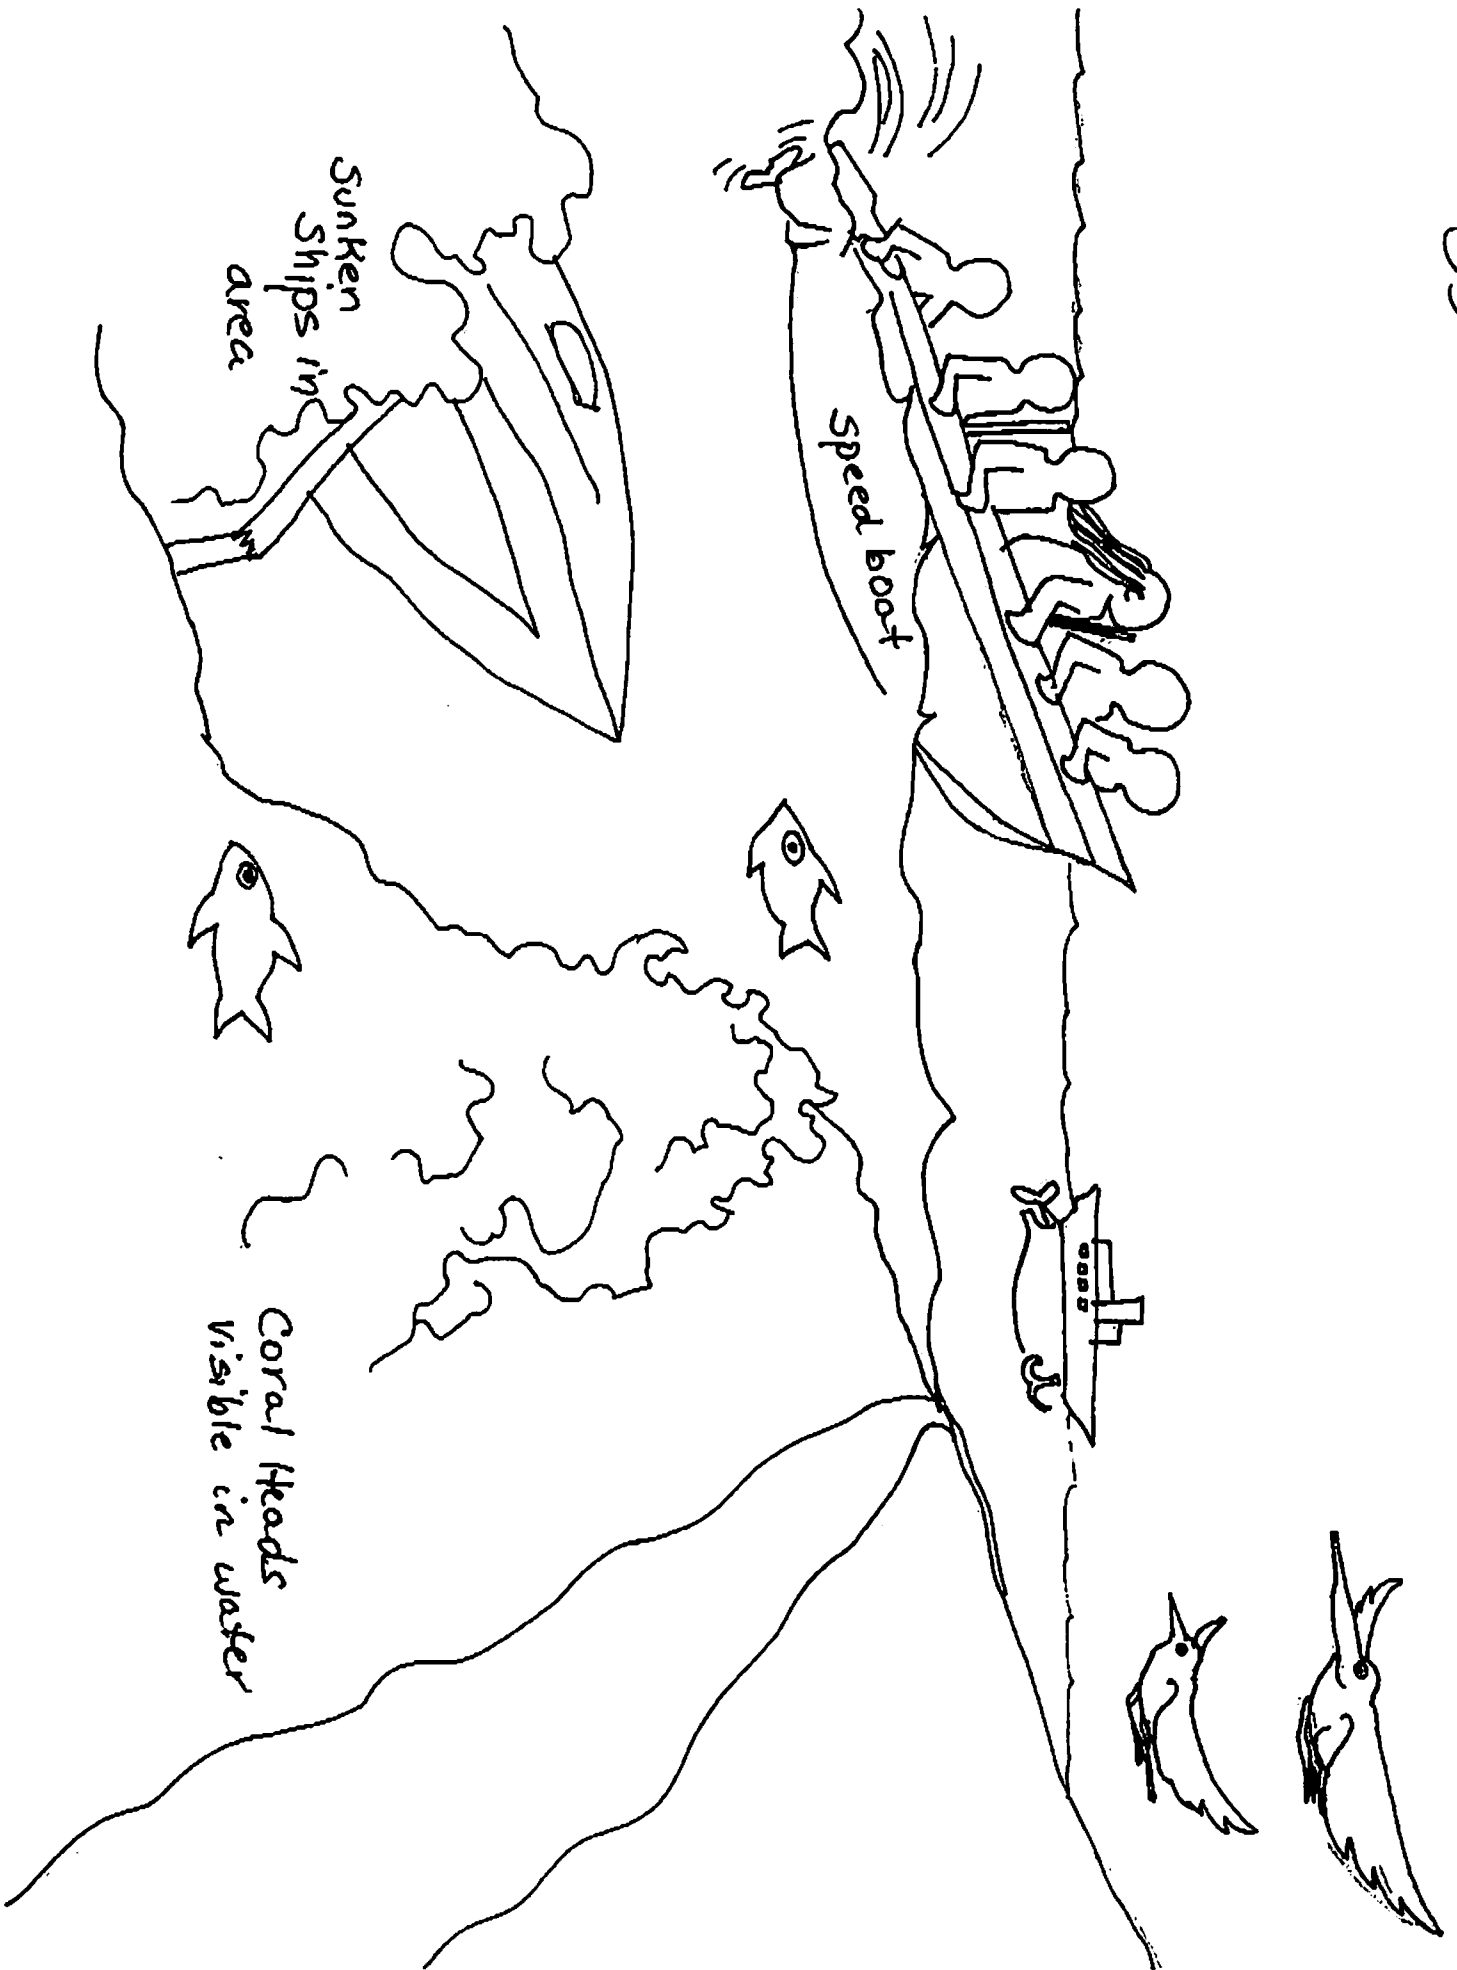 Speed boat
Sunken
Ships in
area
Coral Heads
Visible in water